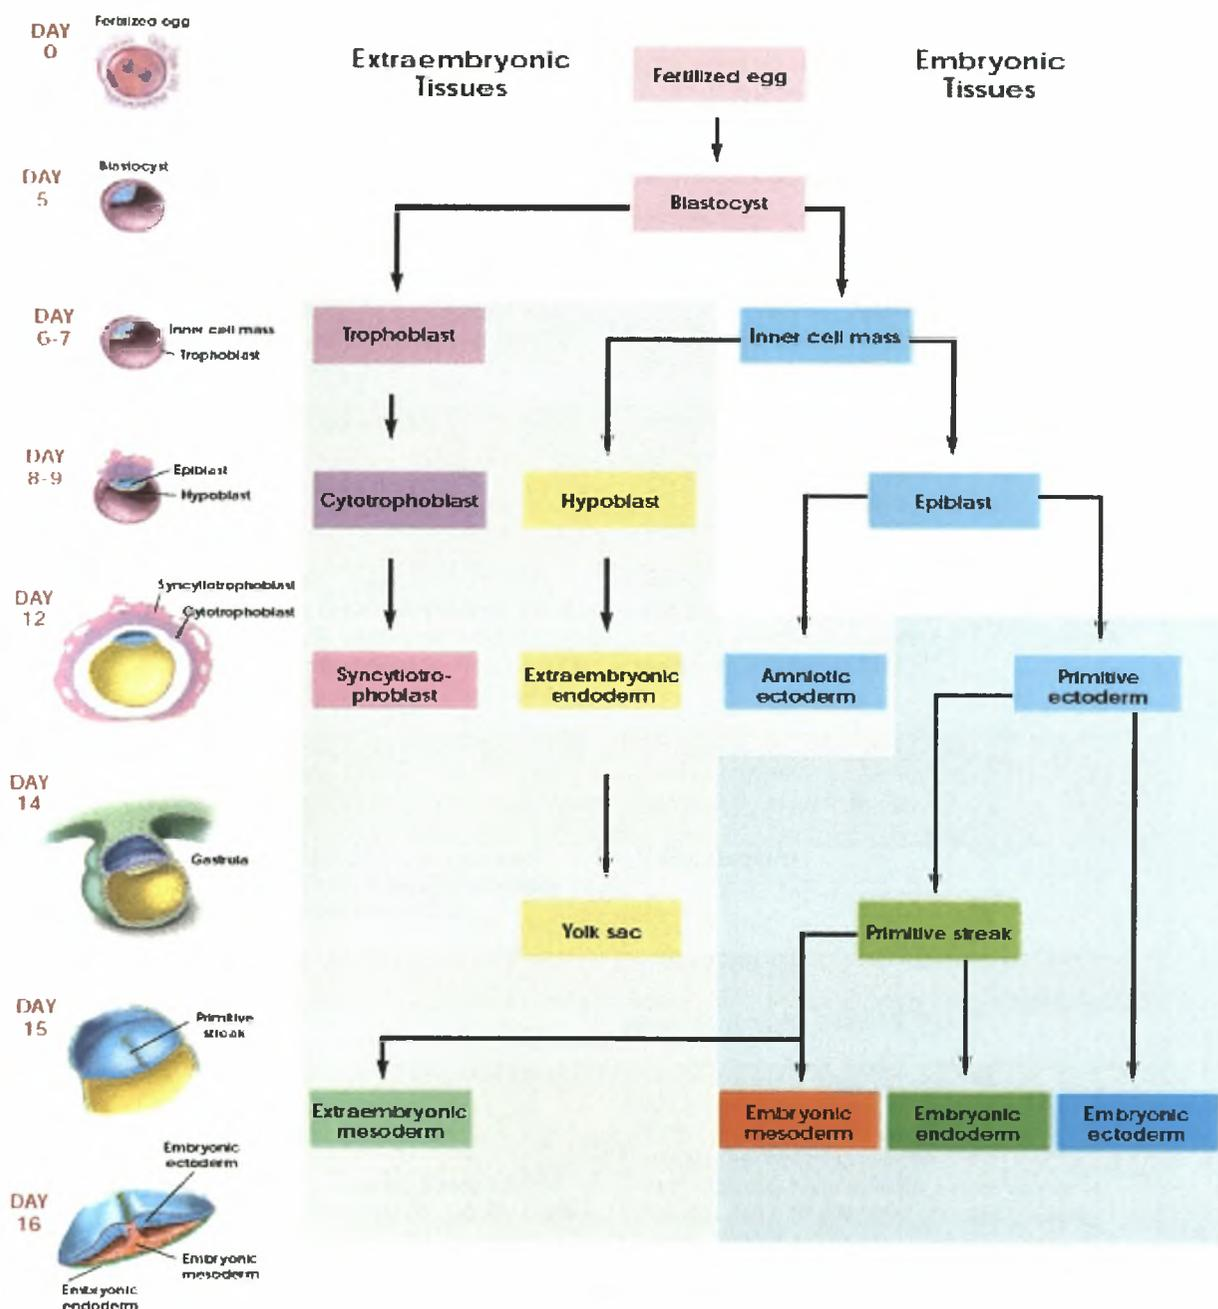 DAY
0
Fertilized egg
Extraembryonic
Tissues
Fertilized egg
Embryonic
Tissues
DAY
5
Blastocyst
Blastocyst
DAY
6-7
Inner cell mass
Trophoblast
Trophoblast
Inner cell mass
DAY
8-9
Epiblast
Hypoblast
Cytotrophoblast
Hypoblast
Epiblast
DAY
12
Syncytiotrophoblast
Cytotrophoblast
Syncytiotro-
phoblast
Extraembryonic
endoderm
Amniotic
ectoderm
Primitive
ectoderm
DAY
14
Gastrula
Yolk sac
Primitive streak
DAY
15
Primitive
streak
Extraembryonic
mesoderm
Embryonic
mesoderm
Embryonic
endoderm
Embryonic
ectoderm
DAY
16
Embryonic
ectoderm
Embryonic
mesoderm
Embryonic
endoderm